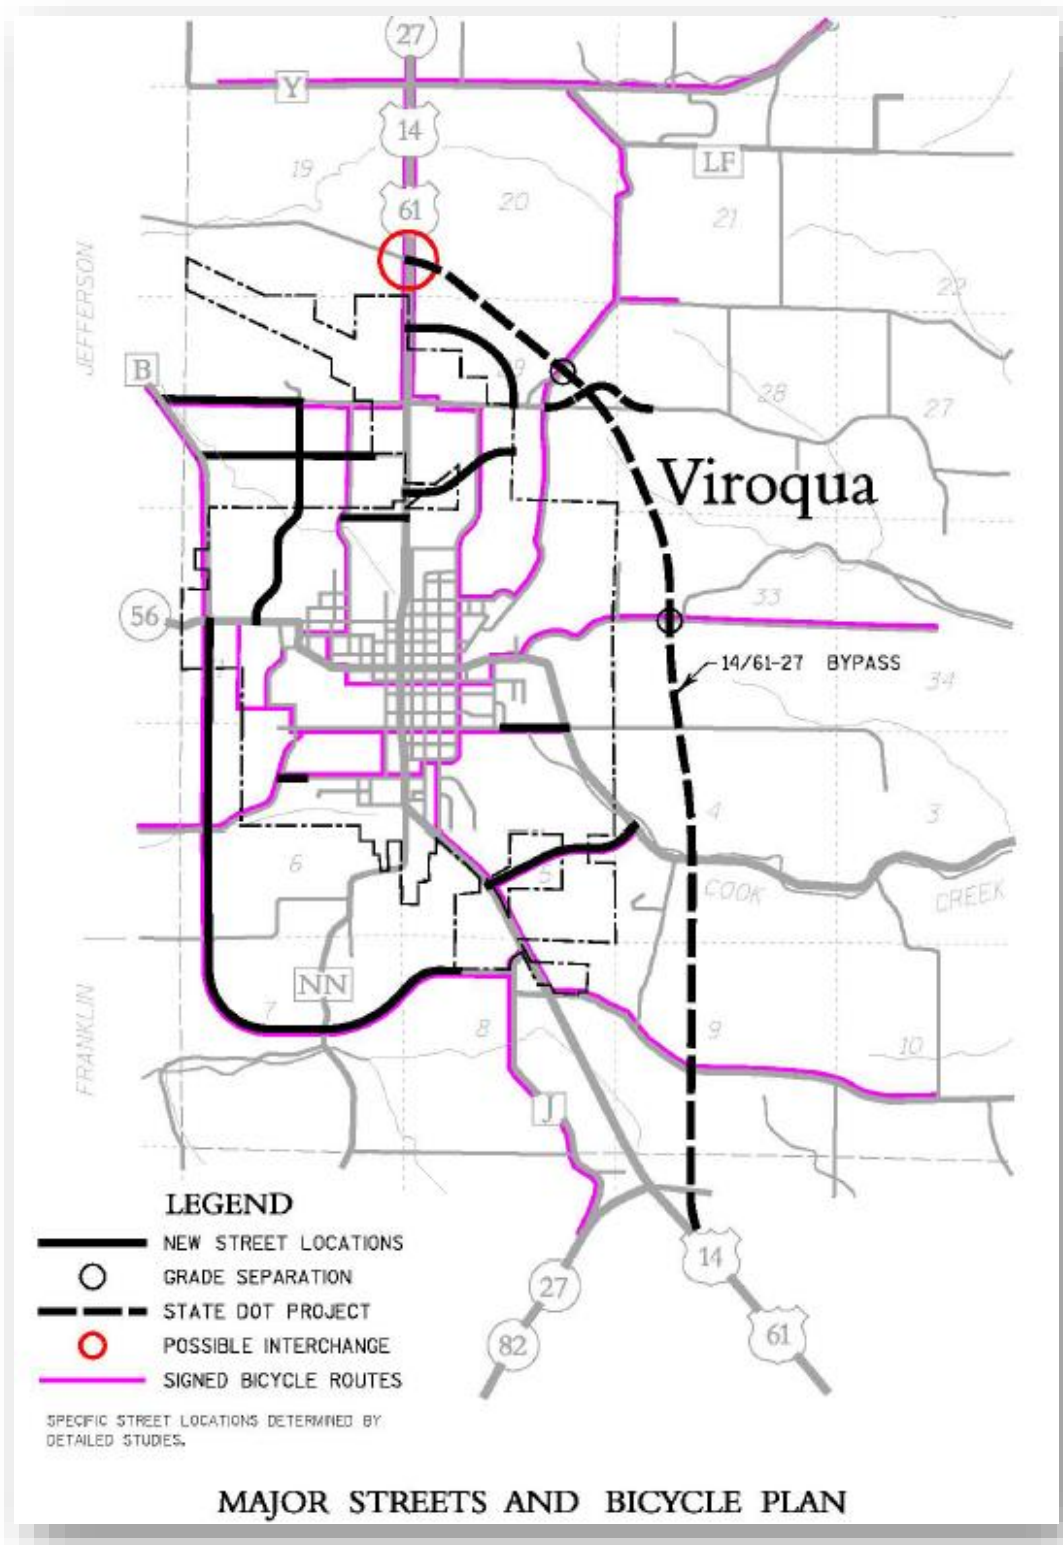 27
Y
14
19
LF
61
20
21
JEFFERSON
22
B
28
27
Viroqua
33
56
14/61-27 BYPASS
34
4
3
6
5
COOK
CREEK
NN
FRANKLIN
7
8
9
10
J
LEGEND
NEW STREET LOCATIONS
GRADE SEPARATION
14
STATE DOT PROJECT
27
POSSIBLE INTERCHANGE
82
61
SIGNED BICYCLE ROUTES
SPECIFIC STREET LOCATIONS DETERMINED BY
DETAILED STUDIES.
MAJOR STREETS AND BICYCLE PLAN